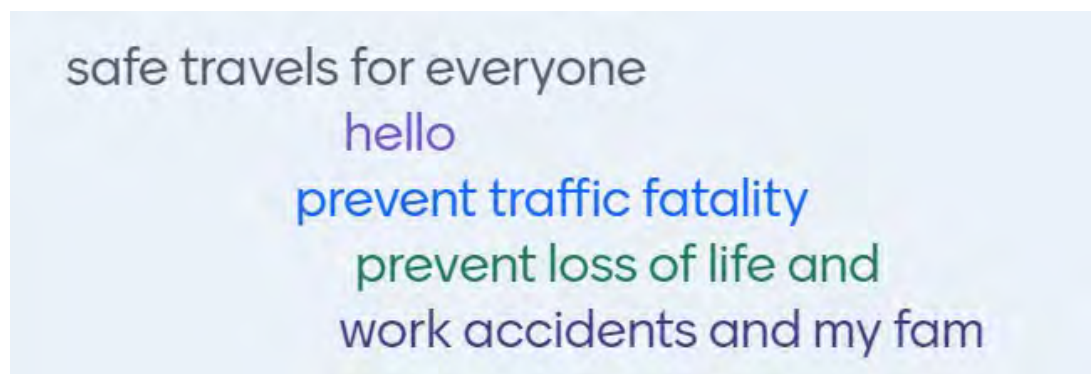 safe travels for everyone
hello
prevent traffic fatality
prevent loss of life and
work accidents and my fam